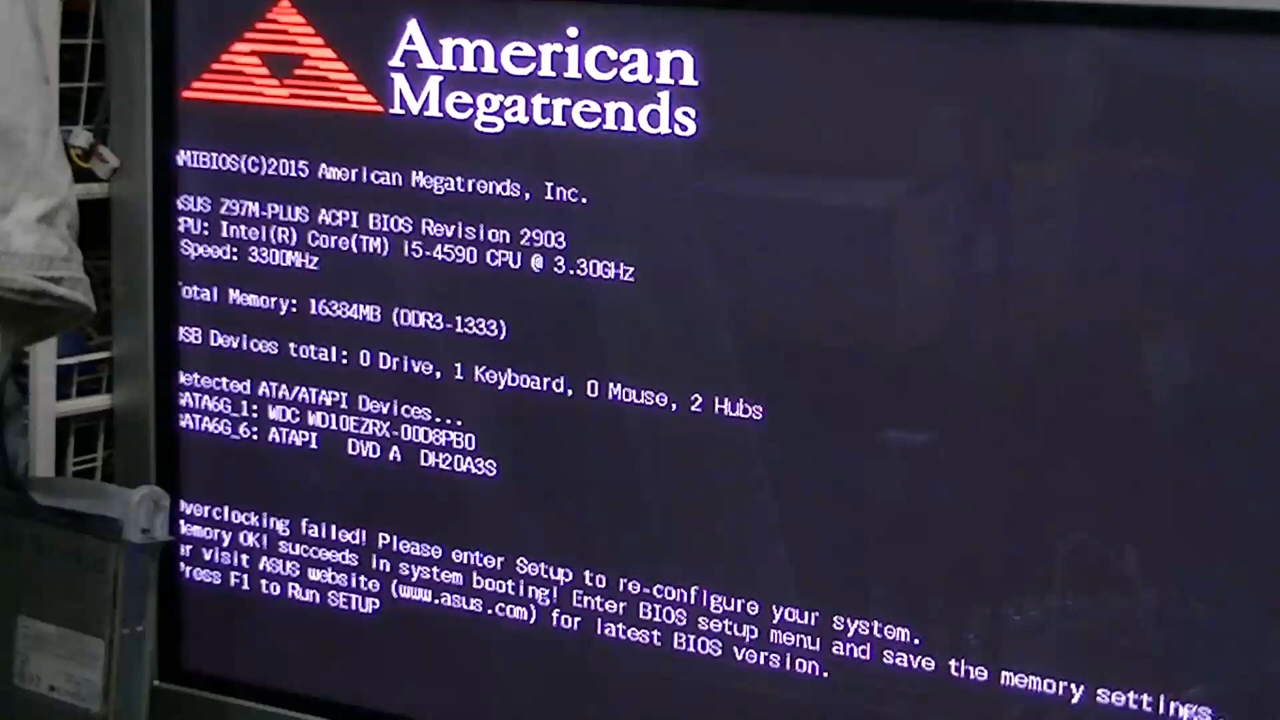 American
Megatrends
MIBIOS(C)2015 American Megatrends, Inc.
SUS Z97M-PLUS ACPI BIOS Revision 2903
PU: Intel(R) Core(TM) i5-4590 CPU @ 3.30GHz
Speed: 3300MHz
otal Memory: 16384MB (DDR3-1333)
SB Devices total: 0 Drive, 1 Keyboard, 0 Mouse, 2 Hubs
etected ATA/ATAPI Devices...
ATA6G_1: WDC WD10EZRX-00D8PB0
ATA6G_6: ATAPI DVD A DH20A3S
verclocking failed! Please enter Setup to re-configure your system.
emory OK! succeeds in system booting! Enter BIOS setup menu and save the memory settings
r visit ASUS website (www.asus.com) for latest BIOS version.
ress F1 to Run SETUP